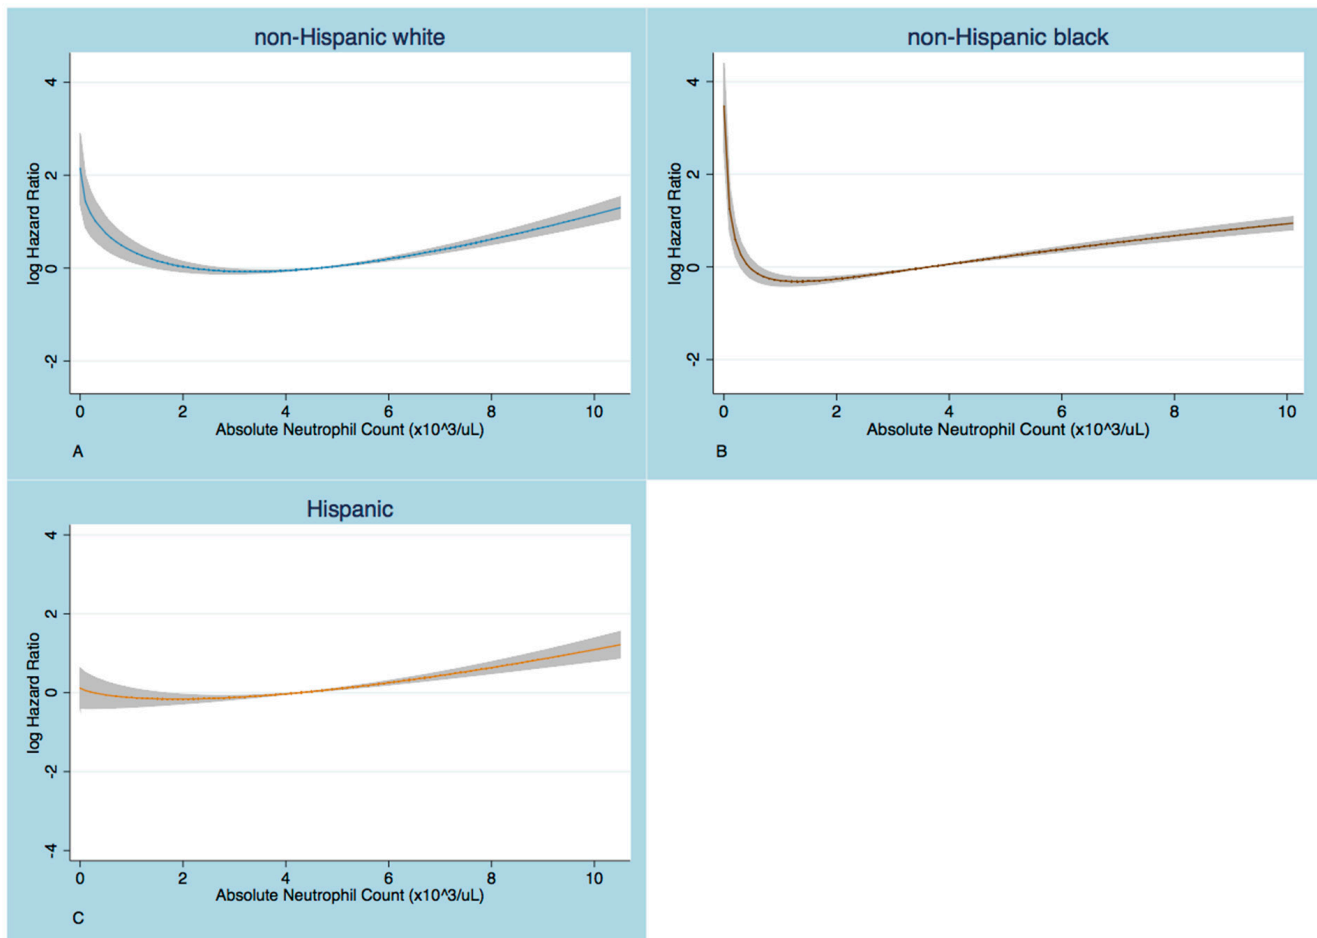 non-Hispanic white
4
2
0
-2
log Hazard Ratio
0 2 4 6 8 10
Absolute Neutrophil Count (x10^3/uL)
A
non-Hispanic black
4
2
0
-2
log Hazard Ratio
0 2 4 6 8 10
Absolute Neutrophil Count (x10^3/uL)
B
Hispanic
4
2
0
-2
-4
log Hazard Ratio
0 2 4 6 8 10
Absolute Neutrophil Count (x10^3/uL)
C